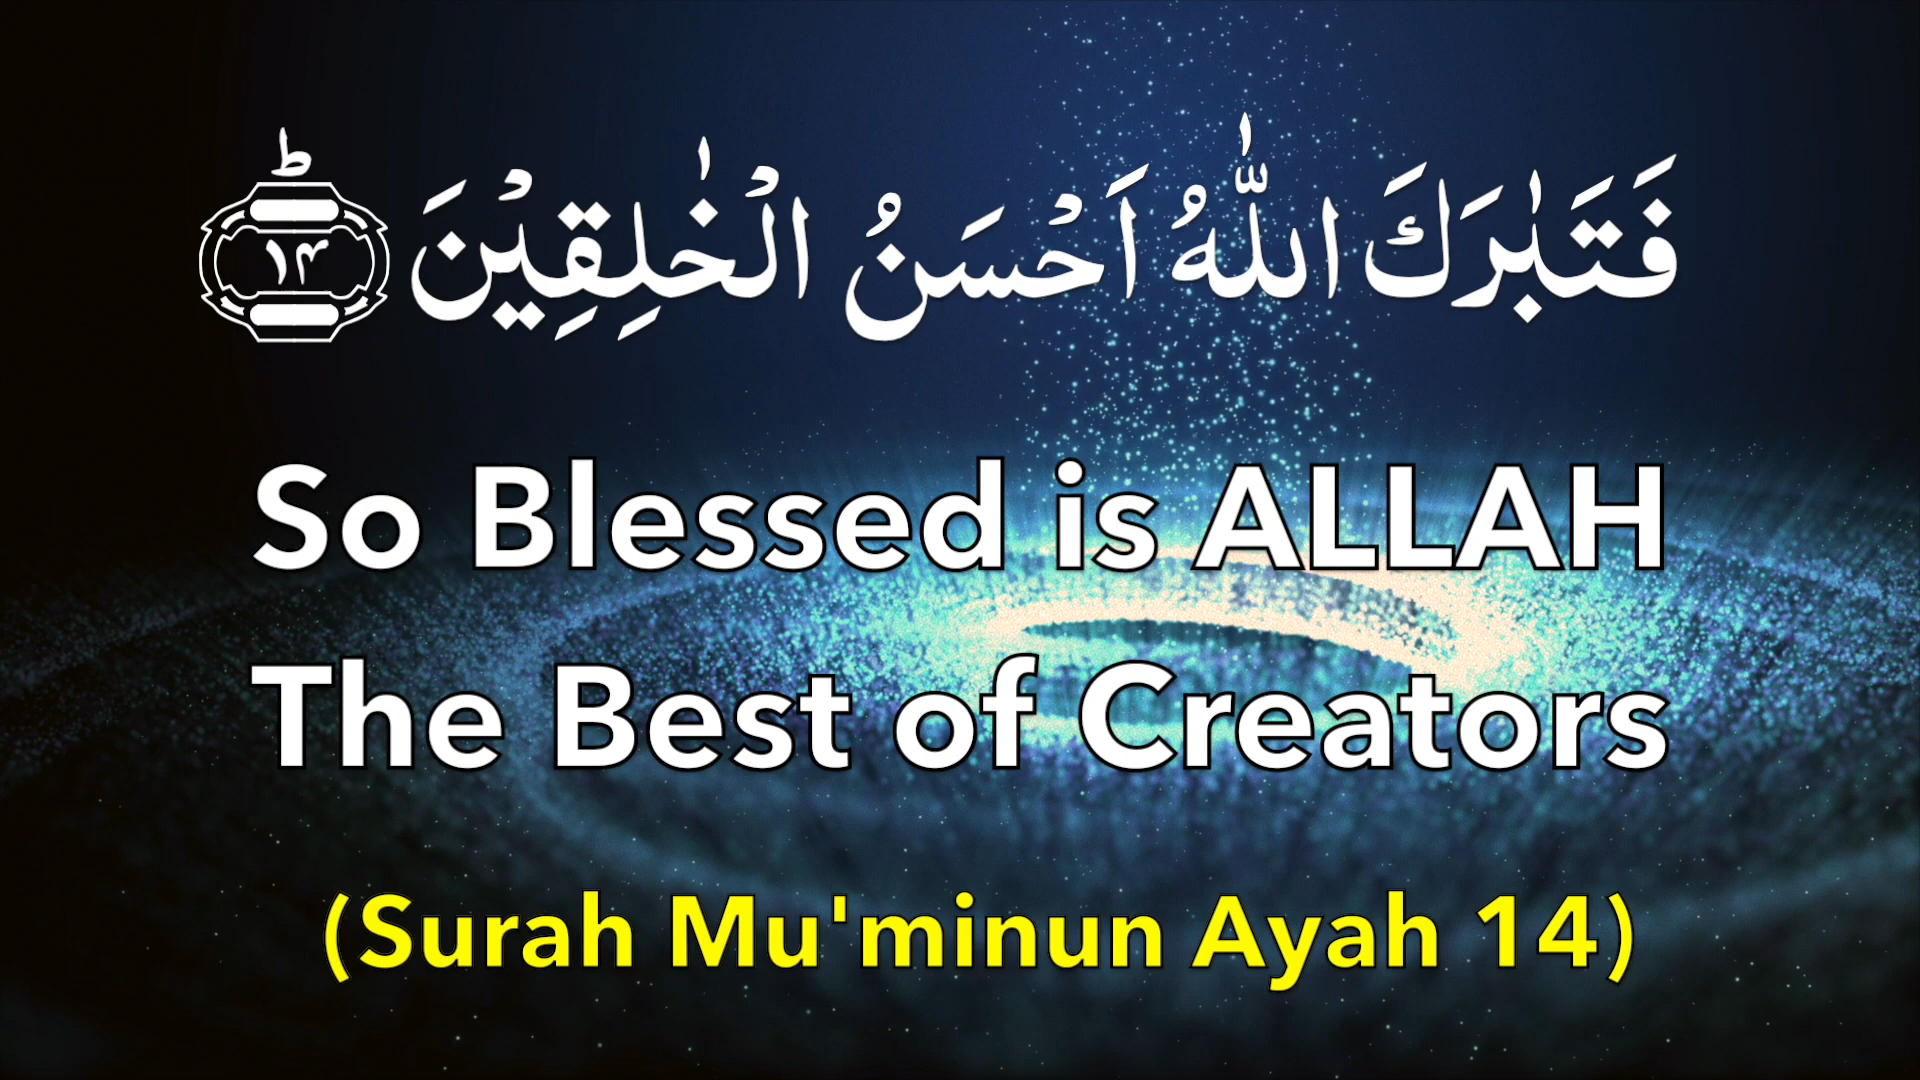 فَتَبٰرَكَ اللّٰهُ اَحْسَنُ الْخٰلِقِيْنَ ؕ ۱۴
So Blessed is ALLAH
The Best of Creators
(Surah Mu'minun Ayah 14)